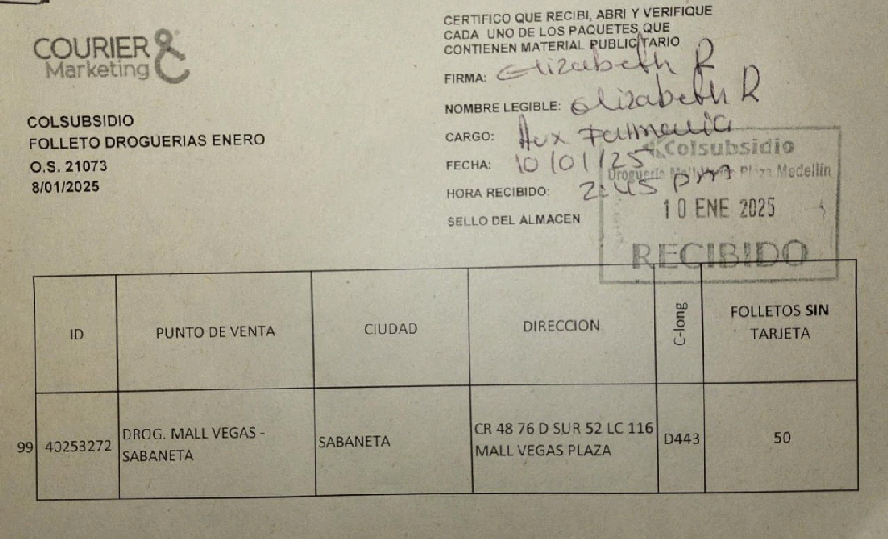 COURIER
Marketing
COLSUBSIDIO
FOLLETO DROGUERIAS ENERO
O.S. 21073
8/01/2025
CERTIFICO QUE RECIBI, ABRI Y VERIFIQUE
CADA UNO DE LOS PAQUETES QUE
CONTIENEN MATERIAL PUBLICITARIO
FIRMA: Elizabeth R
NOMBRE LEGIBLE: Elizabeth R
CARGO: Aux
FECHA: 10/01/25
HORA RECIBIDO: 2:45 pm
SELLO DEL ALMACEN
Colsubsidio
Droguería Mall Plaza Medellín
10 ENE 2025
RECIBIDO
ID PUNTO DE VENTA CIUDAD DIRECCION C-long FOLLETOS SIN
TARJETA
99 40253272 DROG. MALL VEGAS - SABANETA CR 48 76 D SUR 52 LC 116 D443 50
SABANETA MALL VEGAS PLAZA